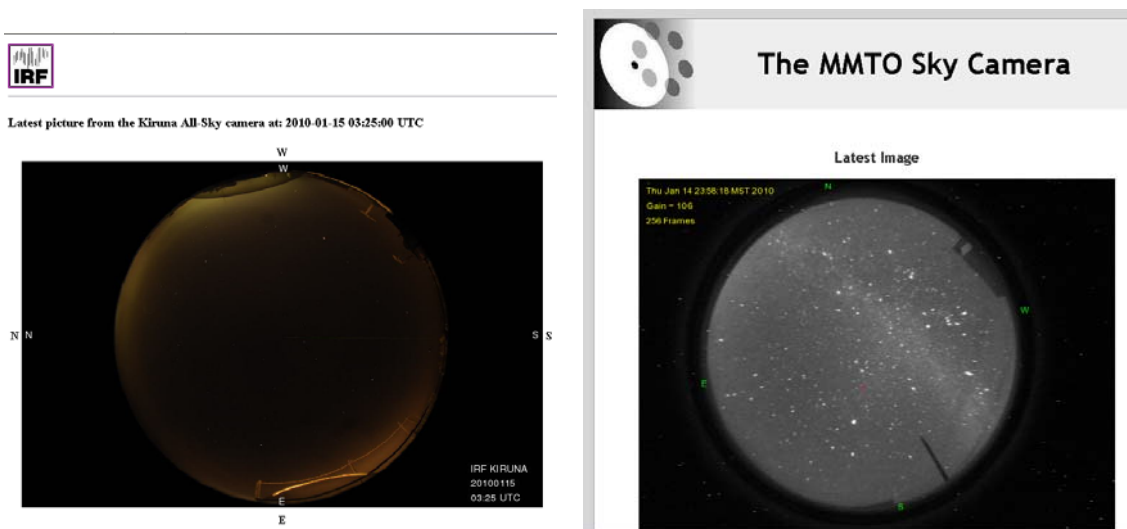 IRF
Latest picture from the Kiruna All-Sky camera at: 2010-01-15 03:25:00 UTC
W
W
N N
S S
IRF KIRUNA
20100115
03:25 UTC
E
E
The MMTO Sky Camera
Latest Image
Thu Jan 14 23:58:18 MST 2010
Gain = 106
256 Frames
N
W
E
S